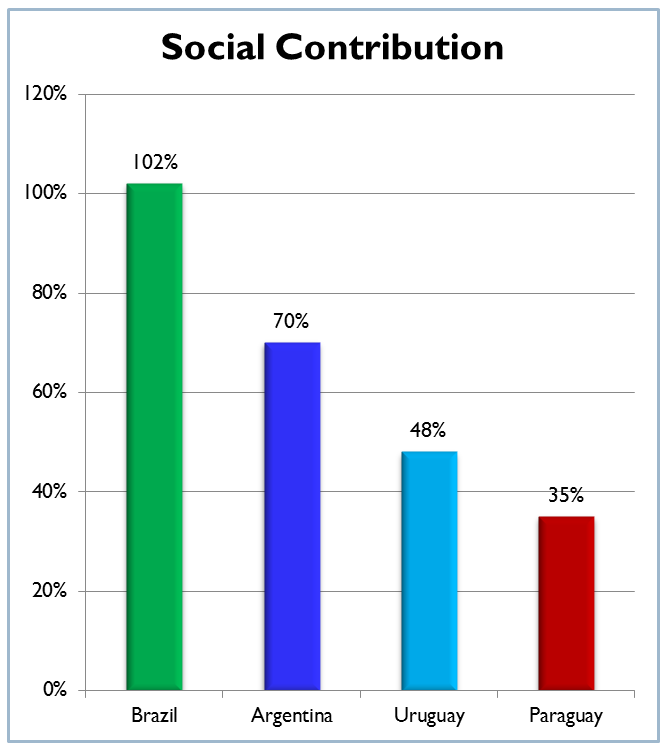 Social Contribution
120%
102%
100%
80%
70%
60%
48%
40%
35%
20%
0%
Brazil
Argentina
Uruguay
Paraguay